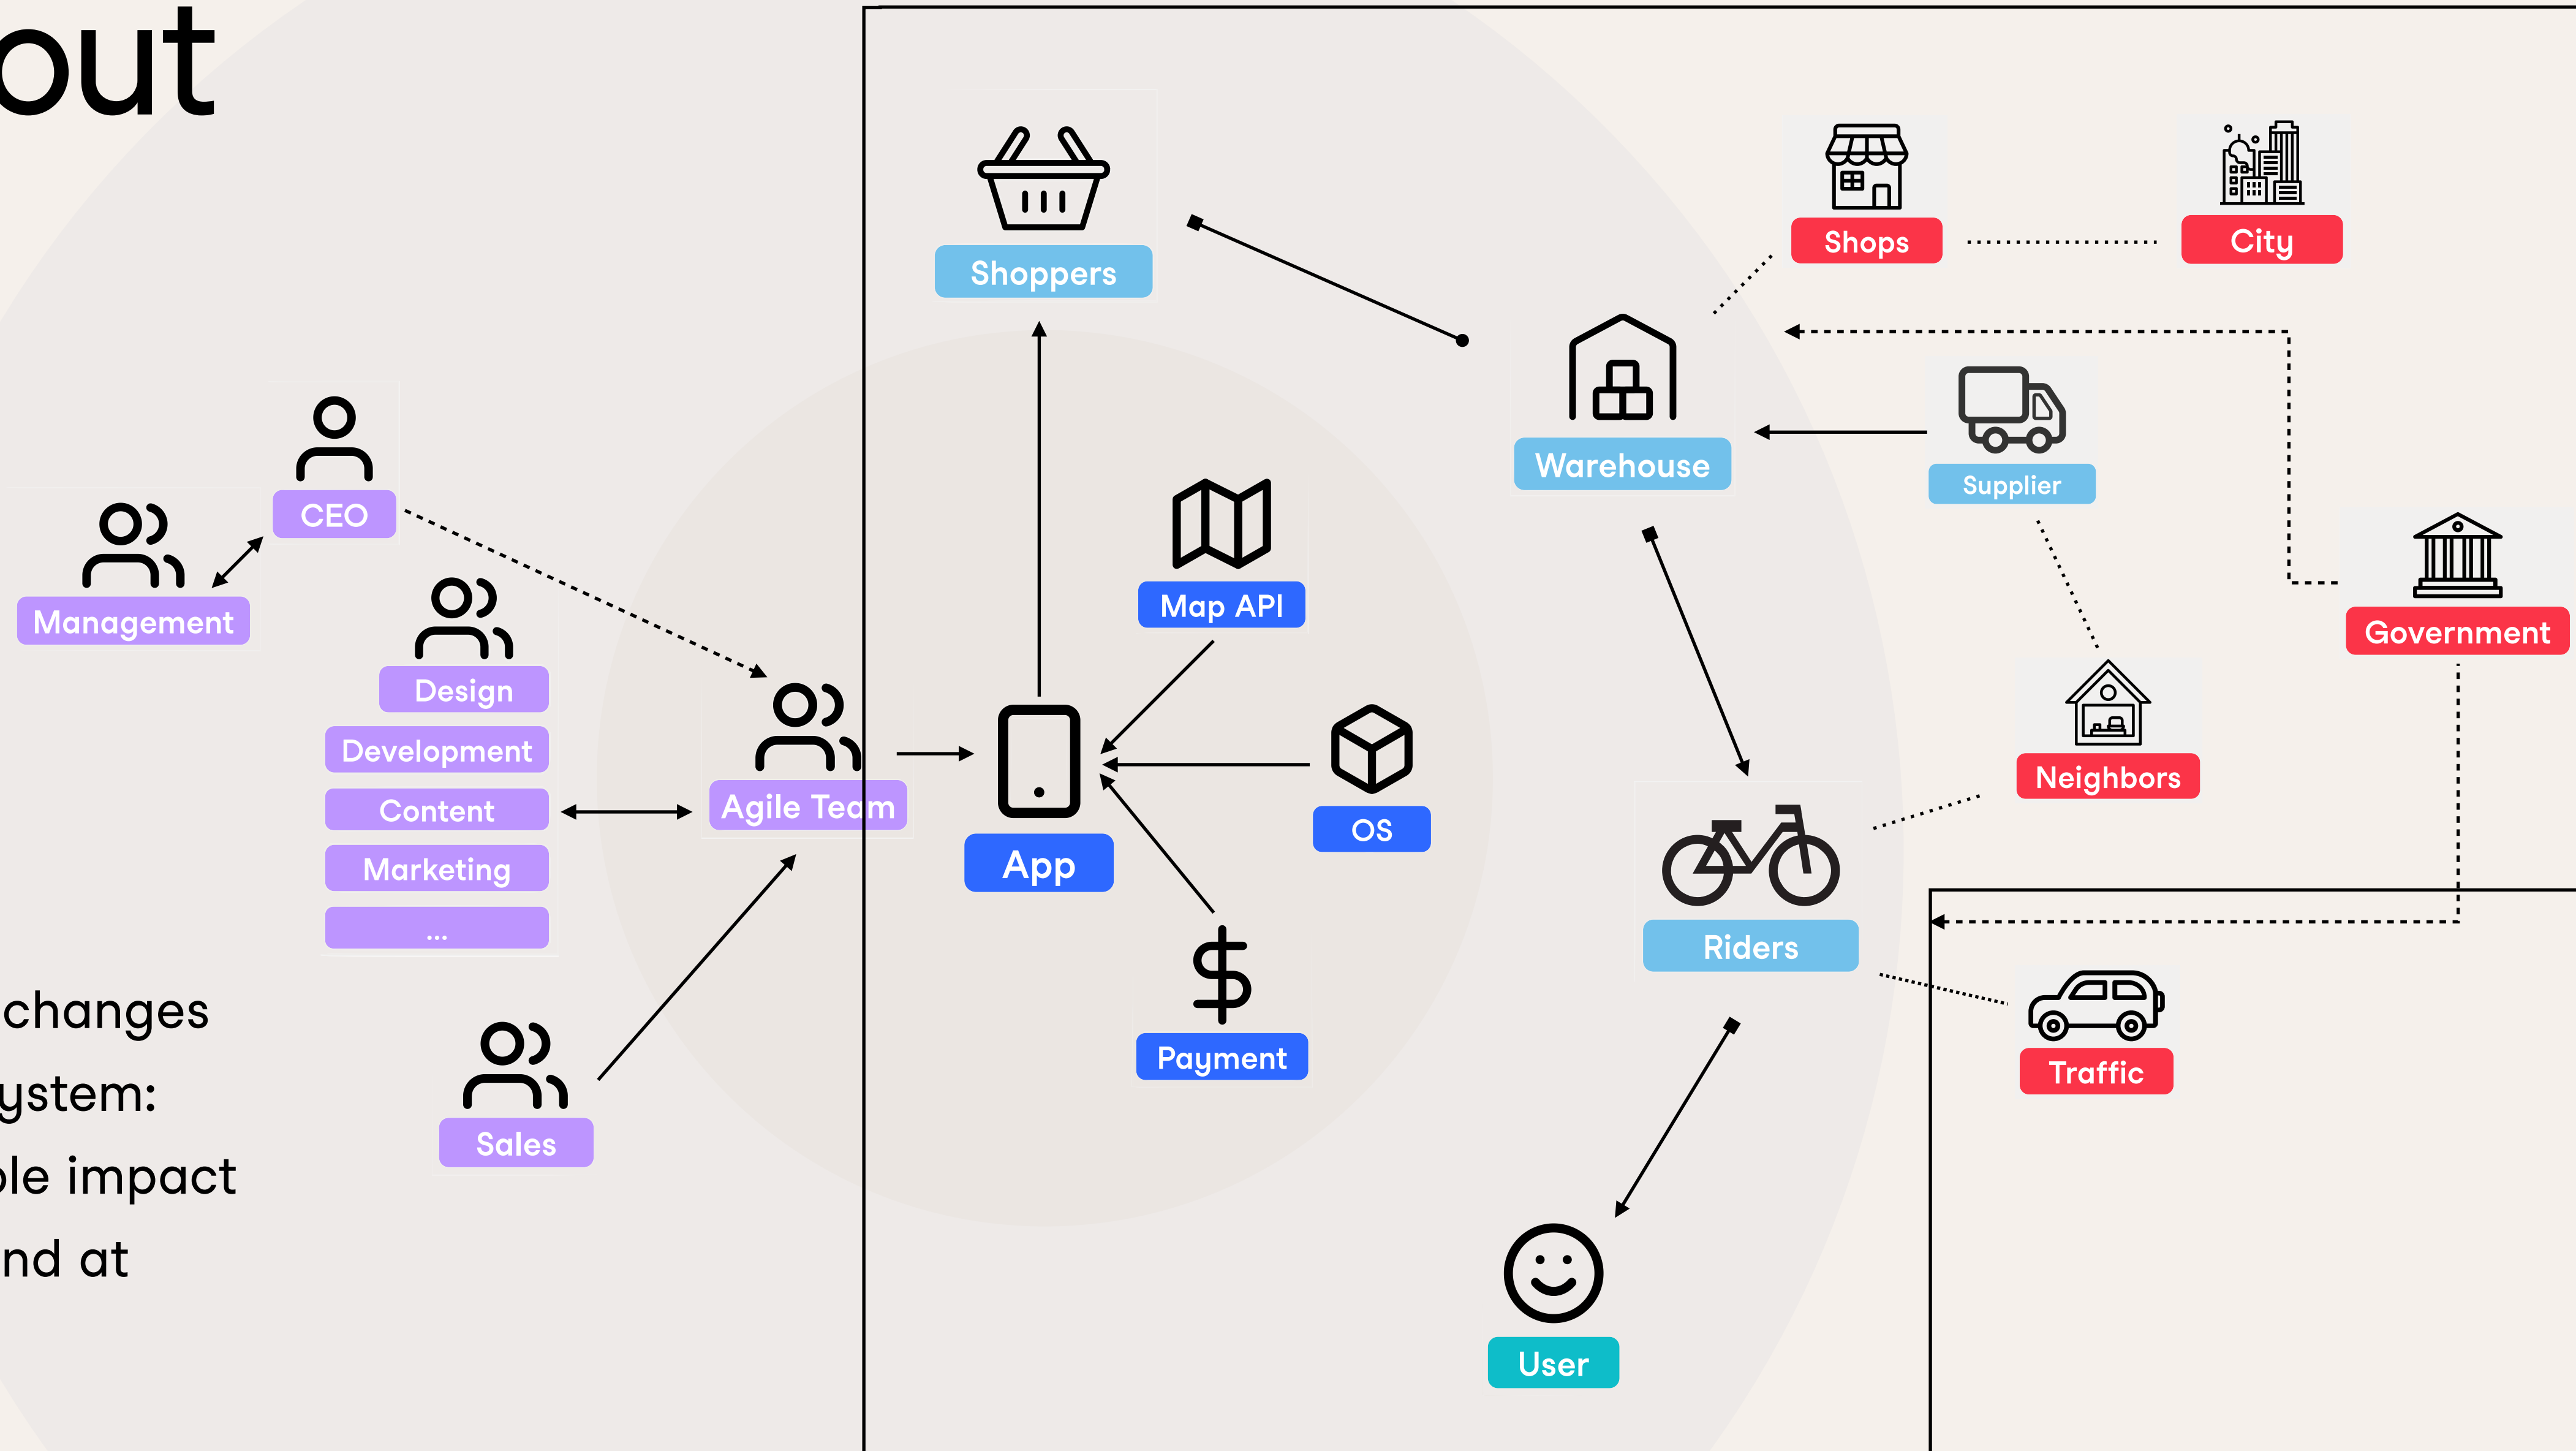 out
Shoppers
Shops
City
CEO
Management
Warehouse
Supplier
Map API
Government
Design
Development
Content
Marketing
...
Agile Team
App
OS
Neighbors
Riders
changes
ystem:
ble impact
nd at
Payment
Traffic
Sales
User